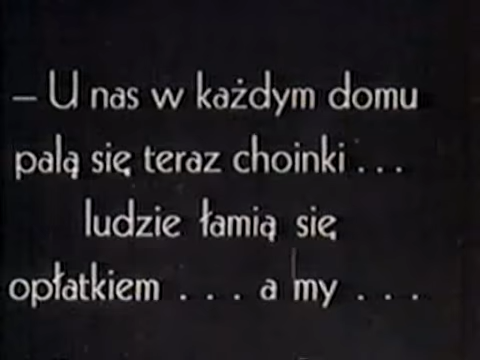 – U nas w każdym domu
palą się teraz choinki . . .
ludzie łamią się
opłatkiem . . . a my . . .